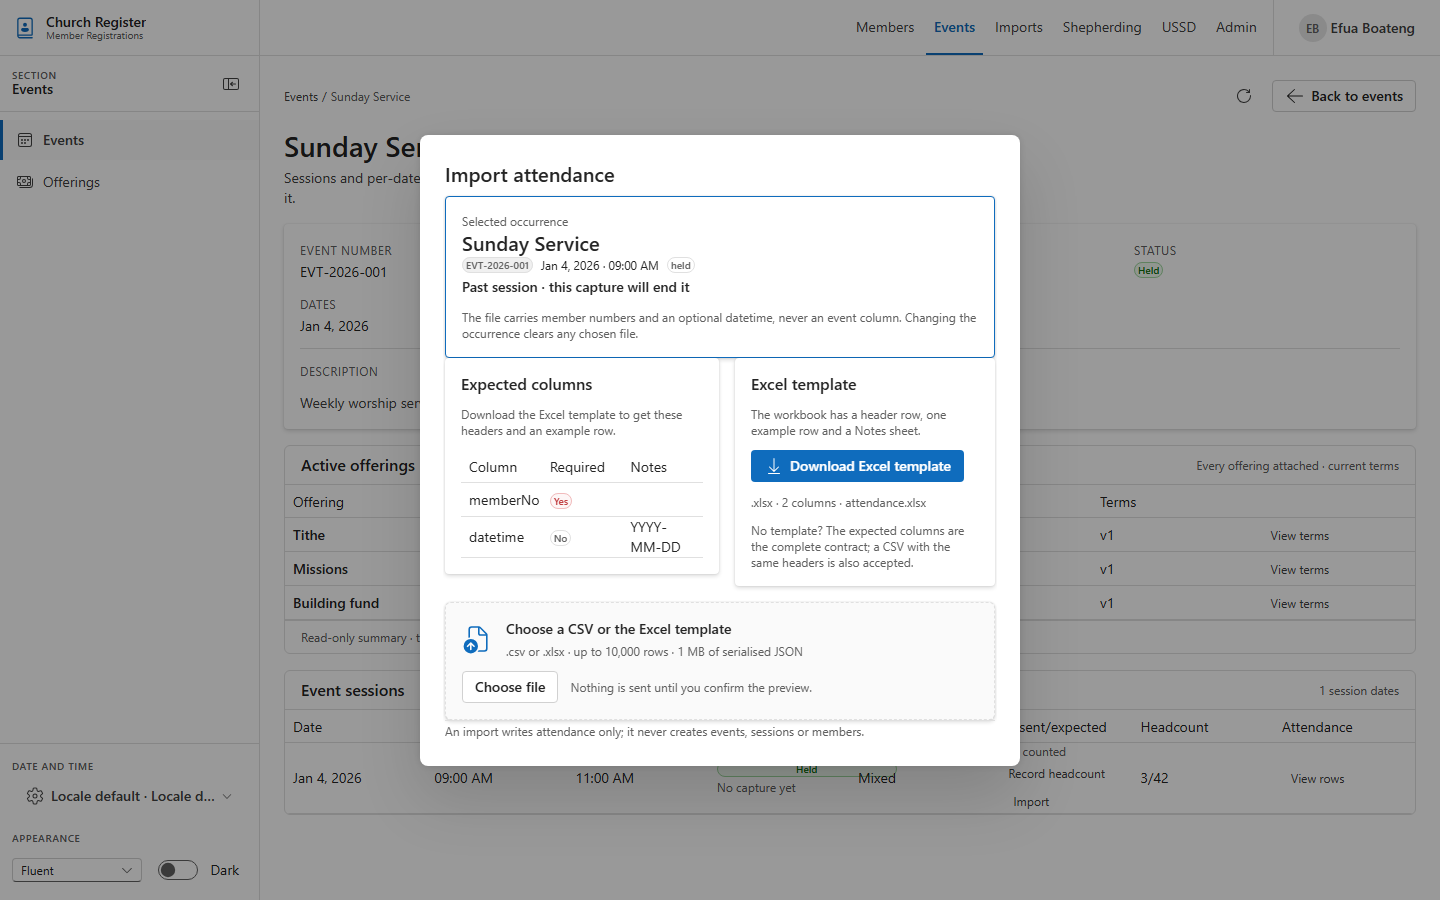 Church Register
Member Registrations
Members
Events
Imports
Shepherding
USSD
Admin
EB
Efua Boateng
SECTION
Events
Events
Offerings
DATE AND TIME
Locale default · Locale d...
APPEARANCE
Fluent
Dark
Events / Sunday Service
Back to events
Sunday Ser
Sessions and per-date
it.
EVENT NUMBER
EVT-2026-001
STATUS
Held
DATES
Jan 4, 2026
DESCRIPTION
Weekly worship ser
Active offerings
Every offering attached · current terms
Offering
Terms
Tithe
v1
View terms
Missions
v1
View terms
Building fund
v1
View terms
Read-only summary · t
Event sessions
1 session dates
Date
sent/expected
Headcount
Attendance
Jan 4, 2026
09:00 AM
11:00 AM
Held
No capture yet
Mixed
counted
Record headcount
Import
3/42
View rows
Import attendance
Selected occurrence
Sunday Service
EVT-2026-001 Jan 4, 2026 · 09:00 AM held
Past session · this capture will end it
The file carries member numbers and an optional datetime, never an event column. Changing the
occurrence clears any chosen file.
Expected columns
Download the Excel template to get these
headers and an example row.
Column Required Notes
memberNo Yes
datetime No YYYY-
MM-DD
Excel template
The workbook has a header row, one
example row and a Notes sheet.
Download Excel template
.xlsx · 2 columns · attendance.xlsx
No template? The expected columns are
the complete contract; a CSV with the
same headers is also accepted.
Choose a CSV or the Excel template
.csv or .xlsx · up to 10,000 rows · 1 MB of serialised JSON
Choose file
Nothing is sent until you confirm the preview.
An import writes attendance only; it never creates events, sessions or members.